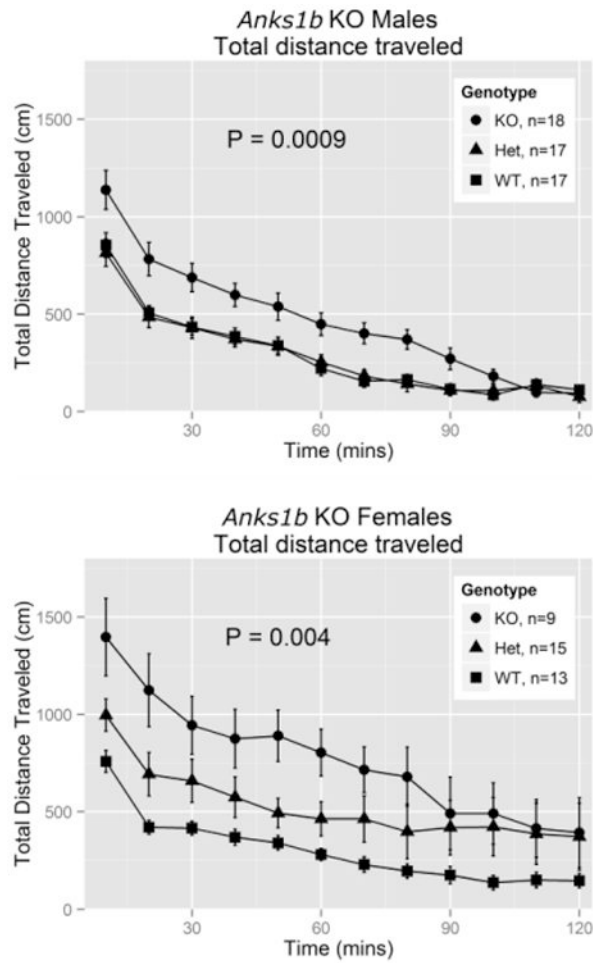 Anks1b KO Males
Total distance traveled
Total Distance Traveled (cm)
1500
1000
500
0
P = 0.0009
Genotype
KO, n=18
Het, n=17
WT, n=17
30
60
90
120
Time (mins)
Anks1b KO Females
Total distance traveled
Total Distance Traveled (cm)
1500
1000
500
0
P = 0.004
Genotype
KO, n=9
Het, n=15
WT, n=13
30
60
90
120
Time (mins)